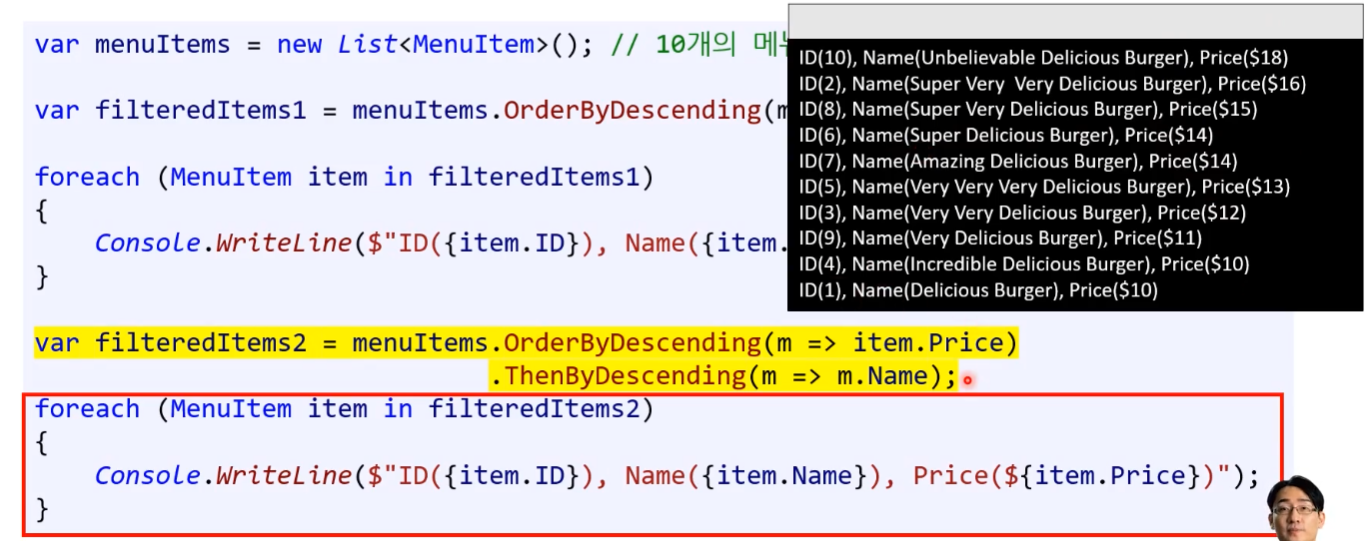 var menuItems = new List<MenuItem>(); // 10개의
var filteredItems1 = menuItems.OrderByDescending(
foreach (MenuItem item in filteredItems1)
{
Console.WriteLine($"ID({item.ID}), Name({item.
}
ID(10), Name(Unbelievable Delicious Burger), Price($18)
ID(2), Name(Super Very  Very Delicious Burger), Price($16)
ID(8), Name(Super Very Delicious Burger), Price($15)
ID(6), Name(Super Delicious Burger), Price($14)
ID(7), Name(Amazing Delicious Burger), Price($14)
ID(5), Name(Very Very Very Delicious Burger), Price($13)
ID(3), Name(Very Very Delicious Burger), Price($12)
ID(9), Name(Very Delicious Burger), Price($11)
ID(4), Name(Incredible Delicious Burger), Price($10)
ID(1), Name(Delicious Burger), Price($10)
var filteredItems2 = menuItems.OrderByDescending(m => item.Price)
.ThenByDescending(m => m.Name);
foreach (MenuItem item in filteredItems2)
{
Console.WriteLine($"ID({item.ID}), Name({item.Name}), Price(${item.Price})");
}